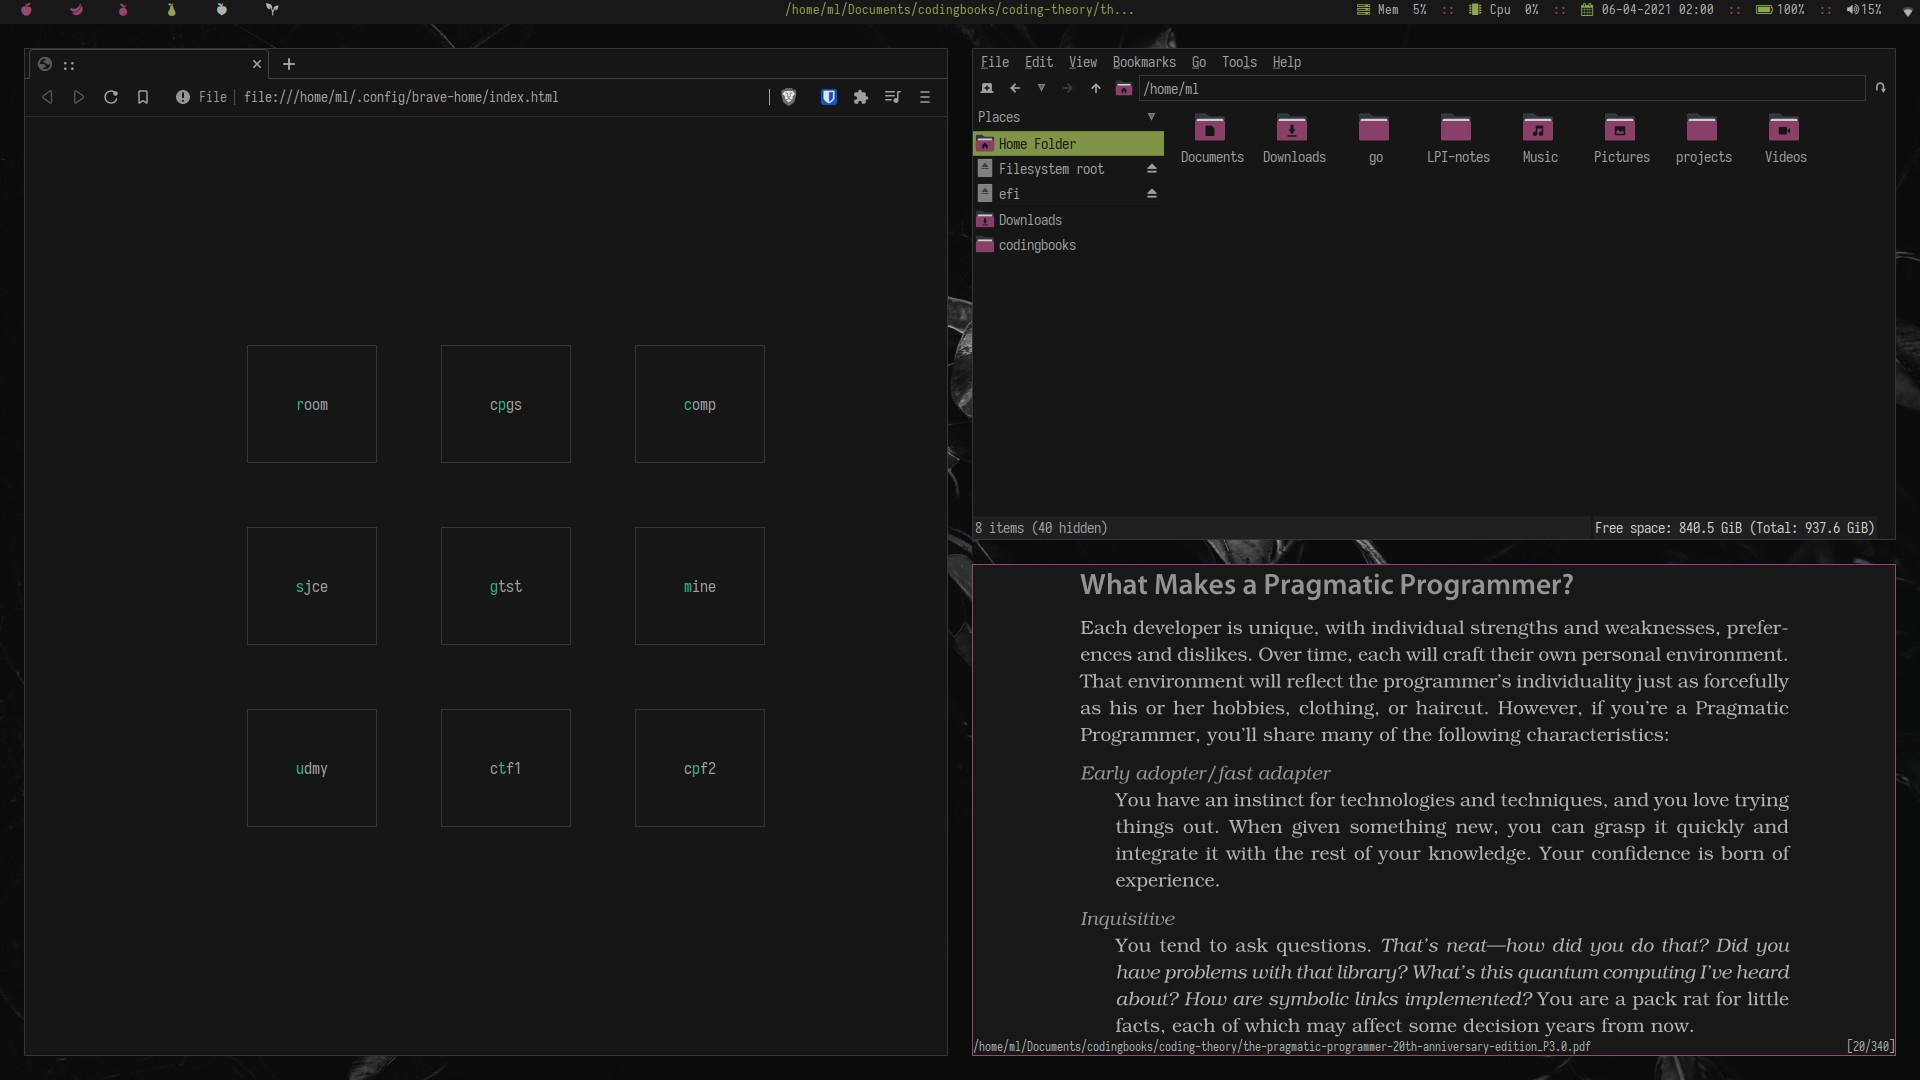 /home/ml/Documents/codingbooks/coding-theory/th...
Mem 5% :: Cpu 0% :: 06-04-2021 02:00 :: 100% :: 15%
::
File file:///home/ml/.config/brave-home/index.html
room cpgs comp
sjce gtst mine
udmy ctf1 cpf2
File Edit View Bookmarks Go Tools Help
/home/ml
Places
Home Folder
Filesystem root
efi
Downloads
codingbooks
Documents Downloads go LPI-notes Music Pictures projects Videos
8 items (40 hidden)
Free space: 840.5 GiB (Total: 937.6 GiB)
What Makes a Pragmatic Programmer?
Each developer is unique, with individual strengths and weaknesses, prefer-
ences and dislikes. Over time, each will craft their own personal environment.
That environment will reflect the programmer's individuality just as forcefully
as his or her hobbies, clothing, or haircut. However, if you're a Pragmatic
Programmer, you'll share many of the following characteristics:
Early adopter/fast adapter
You have an instinct for technologies and techniques, and you love trying
things out. When given something new, you can grasp it quickly and
integrate it with the rest of your knowledge. Your confidence is born of
experience.
Inquisitive
You tend to ask questions. That's neat—how did you do that? Did you
have problems with that library? What's this quantum computing I've heard
about? How are symbolic links implemented? You are a pack rat for little
facts, each of which may affect some decision years from now.
/home/ml/Documents/codingbooks/coding-theory/the-pragmatic-programmer-20th-anniversary-edition_P3.0.pdf
[20/340]